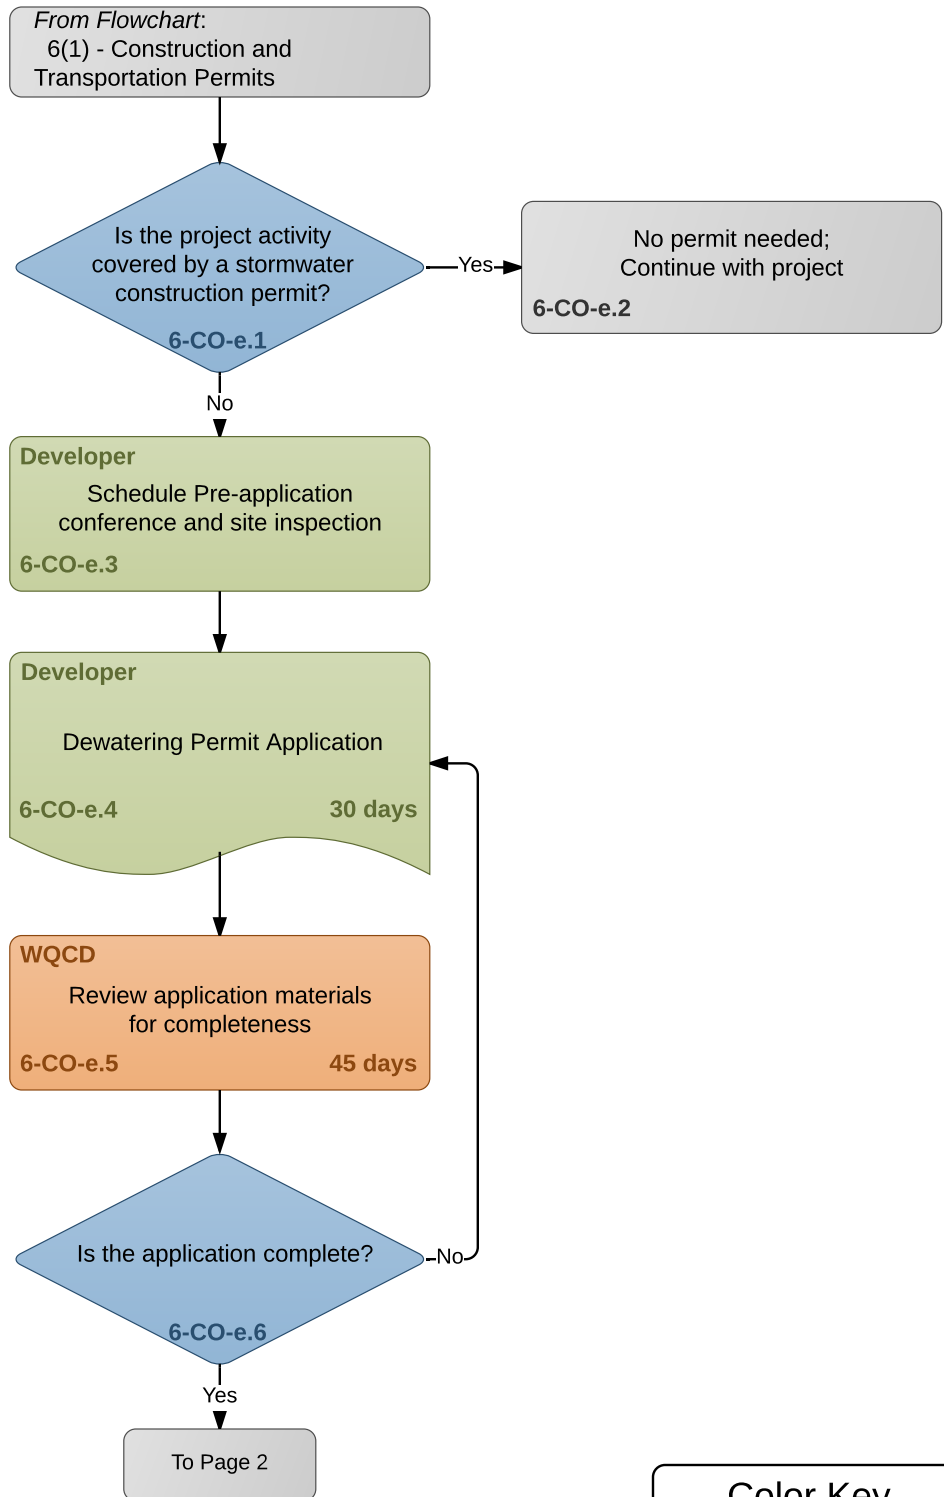 From Flowchart:
6(1) - Construction and
Transportation Permits
Is the project activity
covered by a stormwater
construction permit?
6-CO-e.1
Yes
No permit needed;
Continue with project
6-CO-e.2
No
Developer
Schedule Pre-application
conference and site inspection
6-CO-e.3
Developer
Dewatering Permit Application
6-CO-e.4
30 days
WQCD
Review application materials
for completeness
6-CO-e.5
45 days
Is the application complete?
No
6-CO-e.6
Yes
To Page 2
Color Key